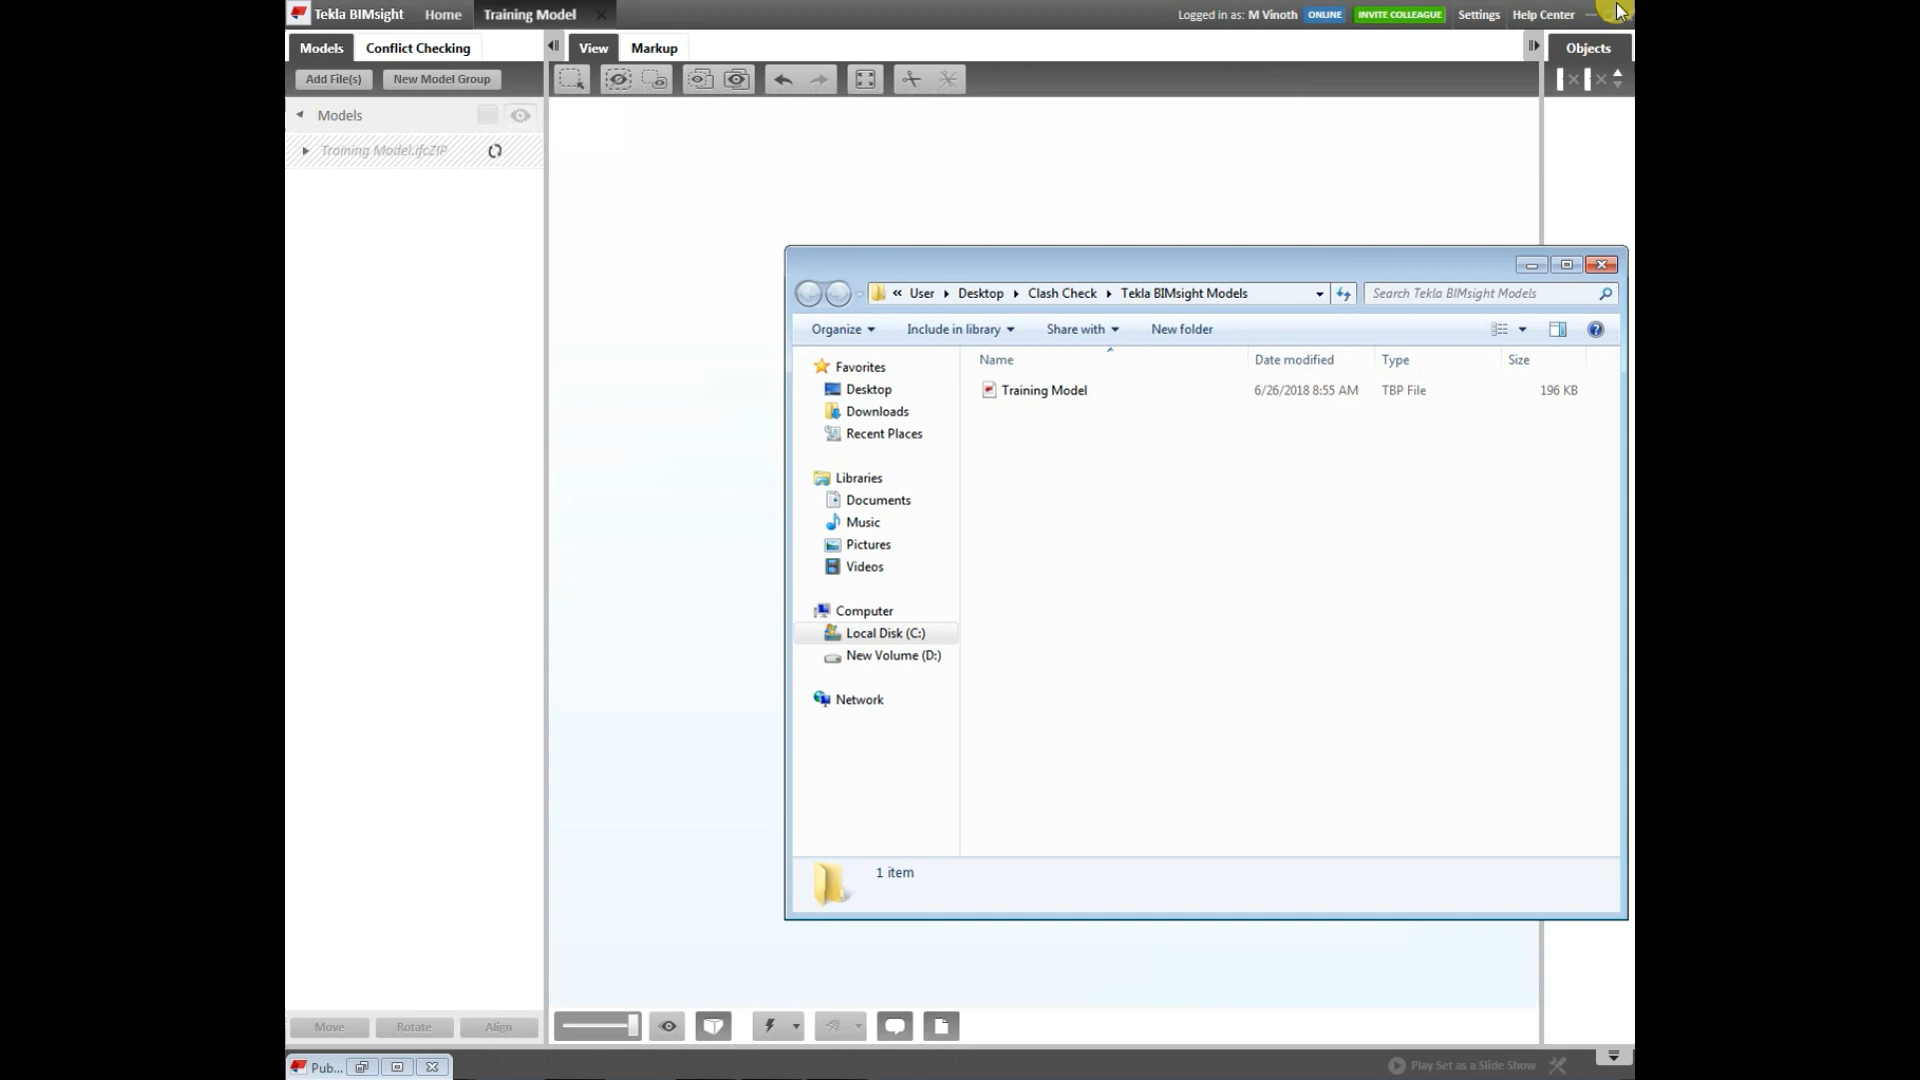 Tekla BIMsight Home Training Model Logged in as: M Vinoth ONLINE INVITE COLLEAGUE Settings Help Center
Models Conflict Checking View Markup Objects
Add File(s) New Model Group
Models
Training Model.ifcZIP
« User Desktop Clash Check Tekla BIMsight Models Search Tekla BIMsight Models
Organize Include in library Share with New folder
Name Date modified Type Size
Training Model 6/26/2018 8:55 AM TBP File 196 KB
Favorites
Desktop
Downloads
Recent Places
Libraries
Documents
Music
Pictures
Videos
Computer
Local Disk (C:)
New Volume (D:)
Network
1 item
Move Rotate Align
Pub... Play Set as a Slide Show